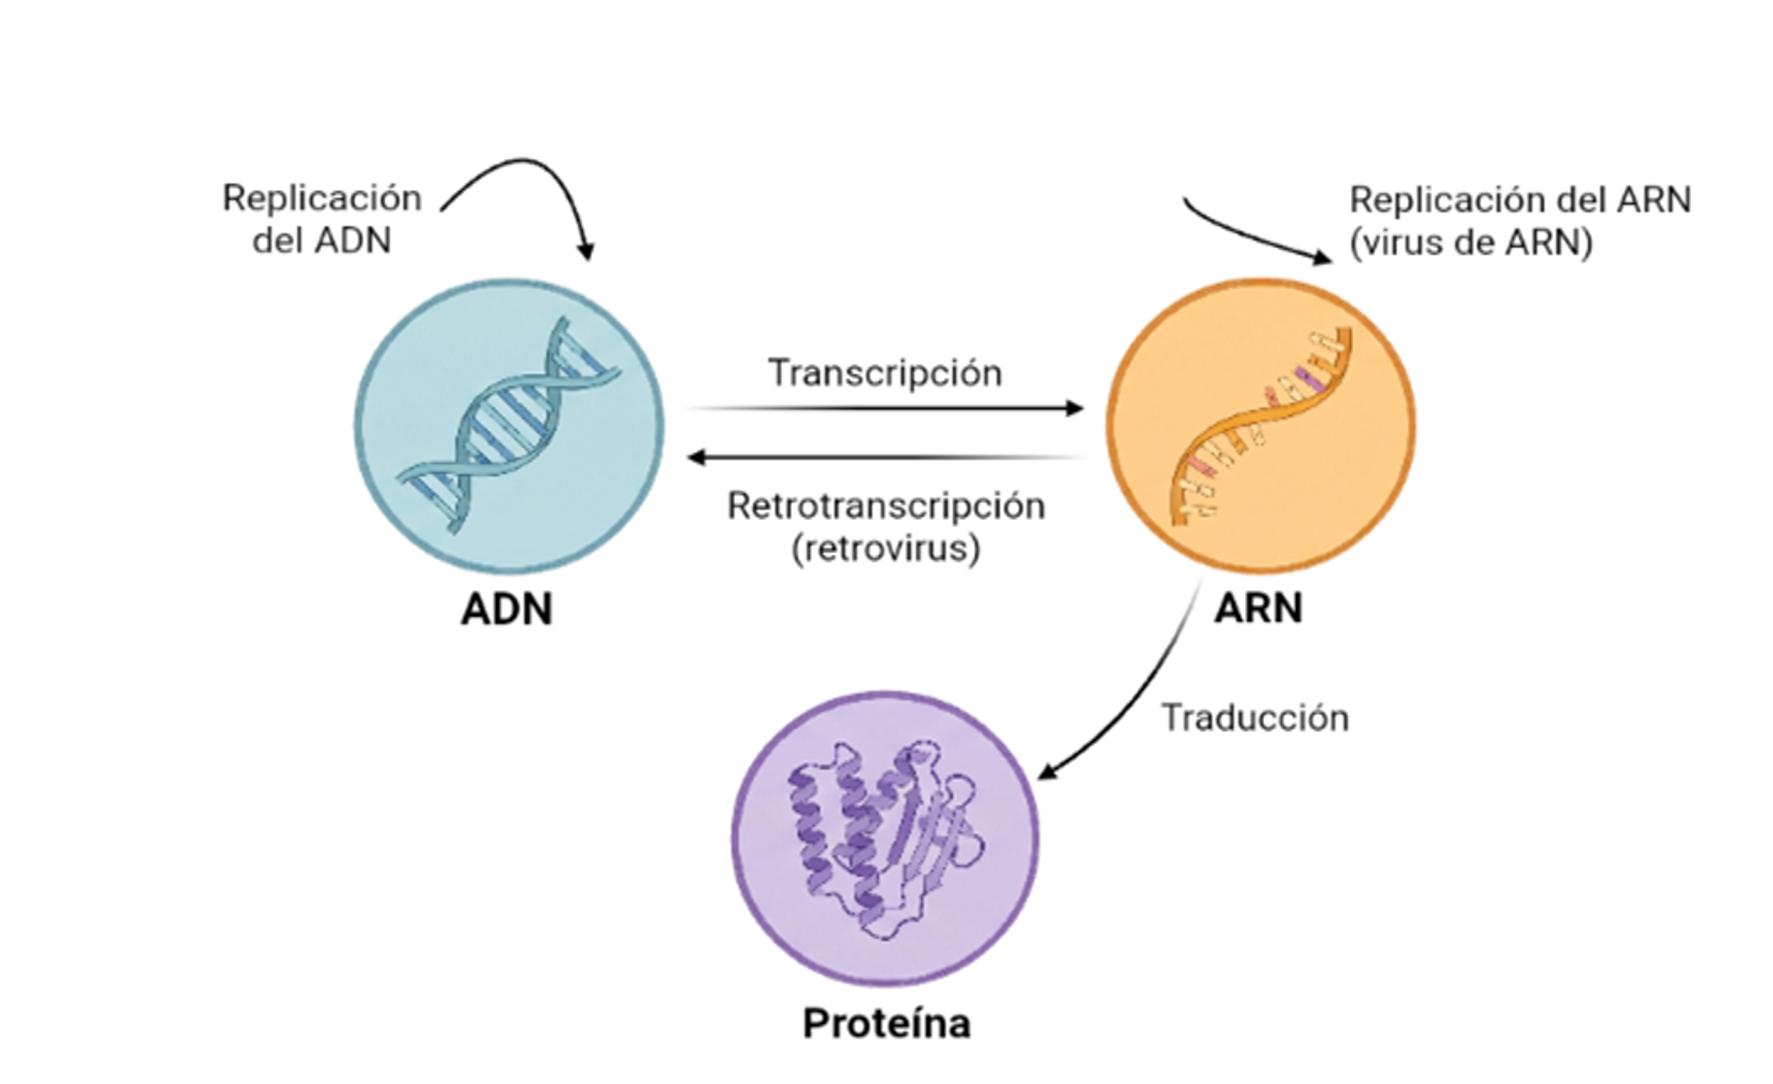 Replicación
del ADN
Replicación del ARN
(virus de ARN)
Transcripción
Retrotranscripción
(retrovirus)
ADN
ARN
Traducción
Proteína